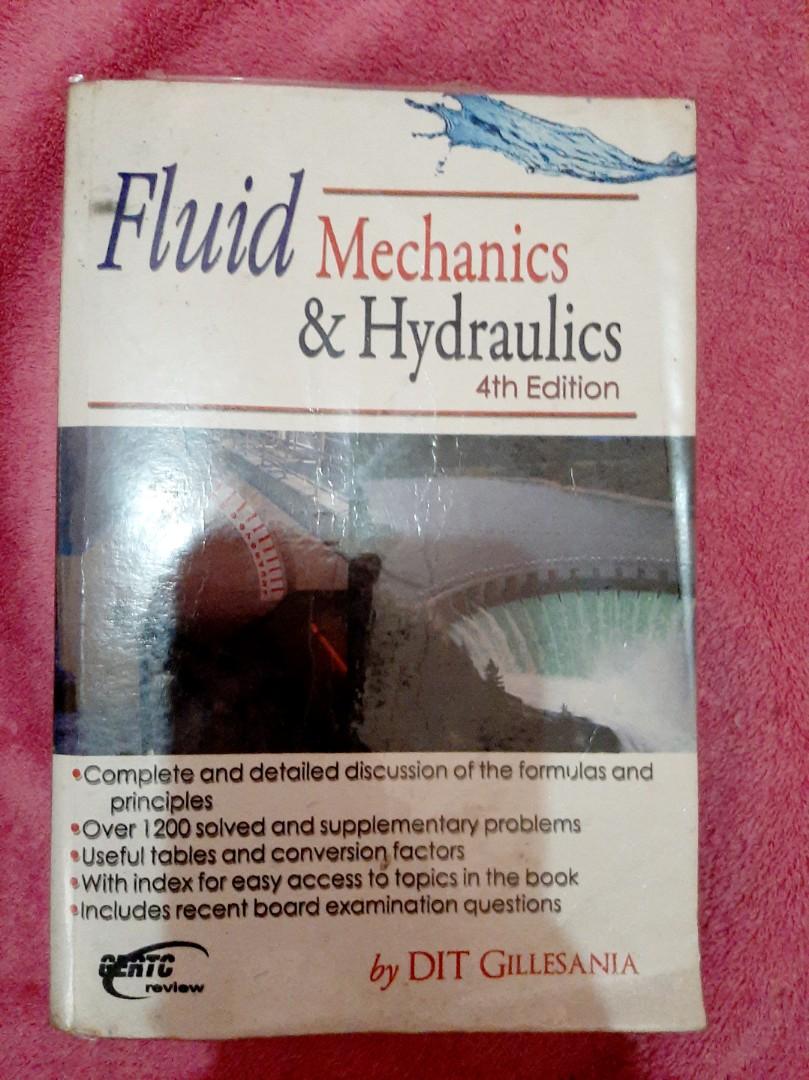 Fluid Mechanics
& Hydraulics
4th Edition
•Complete and detailed discussion of the formulas and
principles
•Over 1200 solved and supplementary problems
•Useful tables and conversion factors
•With index for easy access to topics in the book
•Includes recent board examination questions
GERTC
review
by DIT GILLESANIA